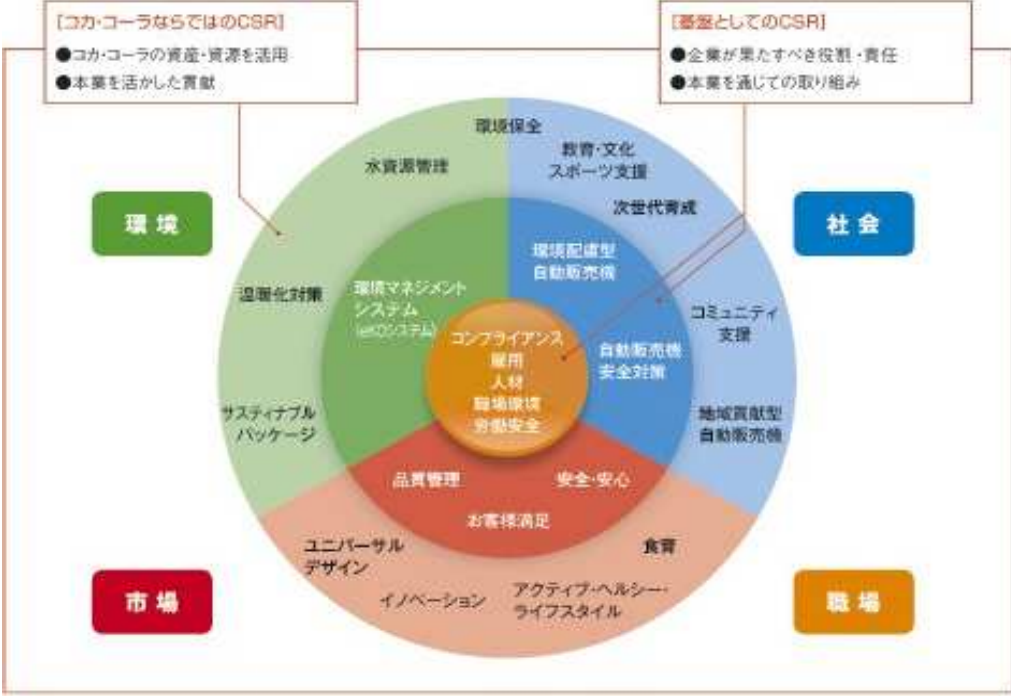 [コカ・コーラならではのCSR]
●コカ・コーラの資産・資源を活用
●本業を活かした貢献
[基盤としてのCSR]
●企業が果たすべき役割・責任
●本業を通じての取り組み
環境保全
水資源管理
教育・文化
スポーツ支援
次世代育成
環境
社会
環境配慮型
自動販売機
温暖化対策
環境マネジメント
システム
(eKOシステム)
コミュニティ
支援
コンプライアンス
雇用
人材
職場環境
労働安全
自動販売機
安全対策
サスティナブル
パッケージ
地域貢献型
自動販売機
品質管理
安全・安心
お客様満足
ユニバーサル
デザイン
食育
イノベーション
アクティブ・ヘルシー・
ライフスタイル
市場
職場